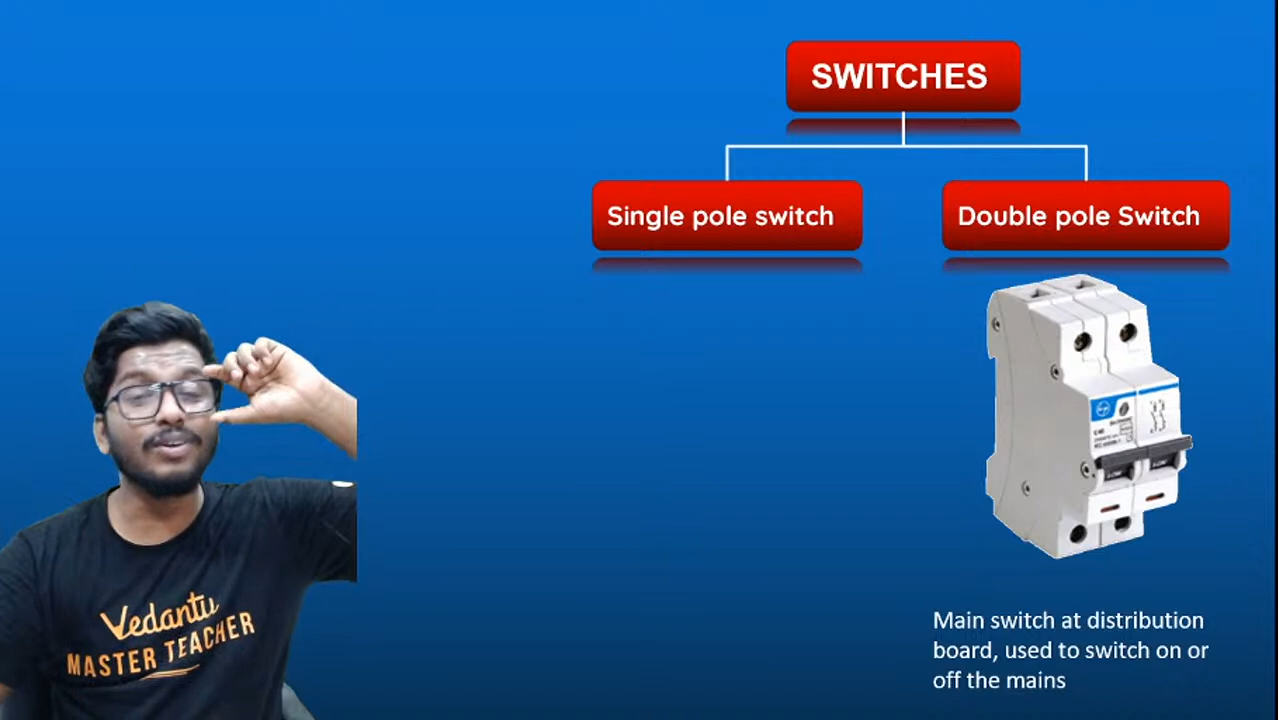 SWITCHES
Single pole switch
Double pole Switch
Vedantu
MASTER TEACHER
Main switch at distribution
board, used to switch on or
off the mains